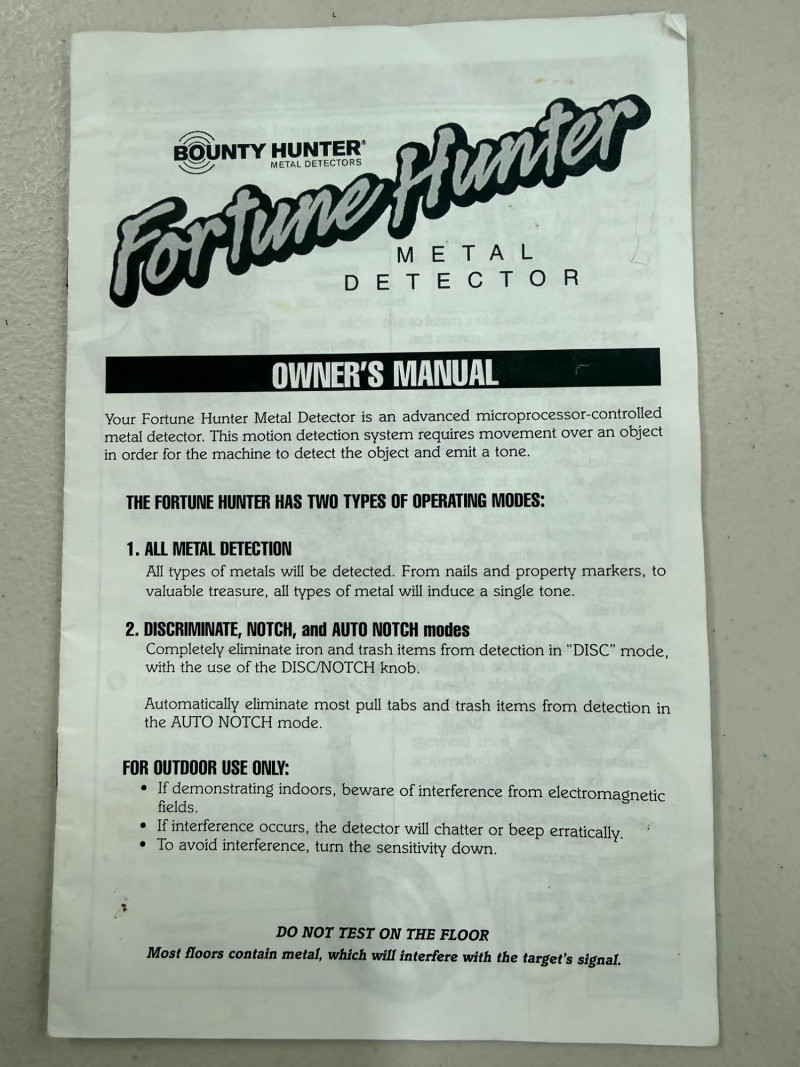 BOUNTY HUNTER®
METAL DETECTORS
Fortune Hunter
METAL
DETECTOR
OWNER'S MANUAL
Your Fortune Hunter Metal Detector is an advanced microprocessor-controlled
metal detector. This motion detection system requires movement over an object
in order for the machine to detect the object and emit a tone.
THE FORTUNE HUNTER HAS TWO TYPES OF OPERATING MODES:
1. ALL METAL DETECTION
All types of metals will be detected. From nails and property markers, to
valuable treasure, all types of metal will induce a single tone.
2. DISCRIMINATE, NOTCH, and AUTO NOTCH modes
Completely eliminate iron and trash items from detection in "DISC" mode,
with the use of the DISC/NOTCH knob.
Automatically eliminate most pull tabs and trash items from detection in
the AUTO NOTCH mode.
FOR OUTDOOR USE ONLY:
• If demonstrating indoors, beware of interference from electromagnetic
fields.
• If interference occurs, the detector will chatter or beep erratically.
• To avoid interference, turn the sensitivity down.
DO NOT TEST ON THE FLOOR
Most floors contain metal, which will interfere with the target's signal.